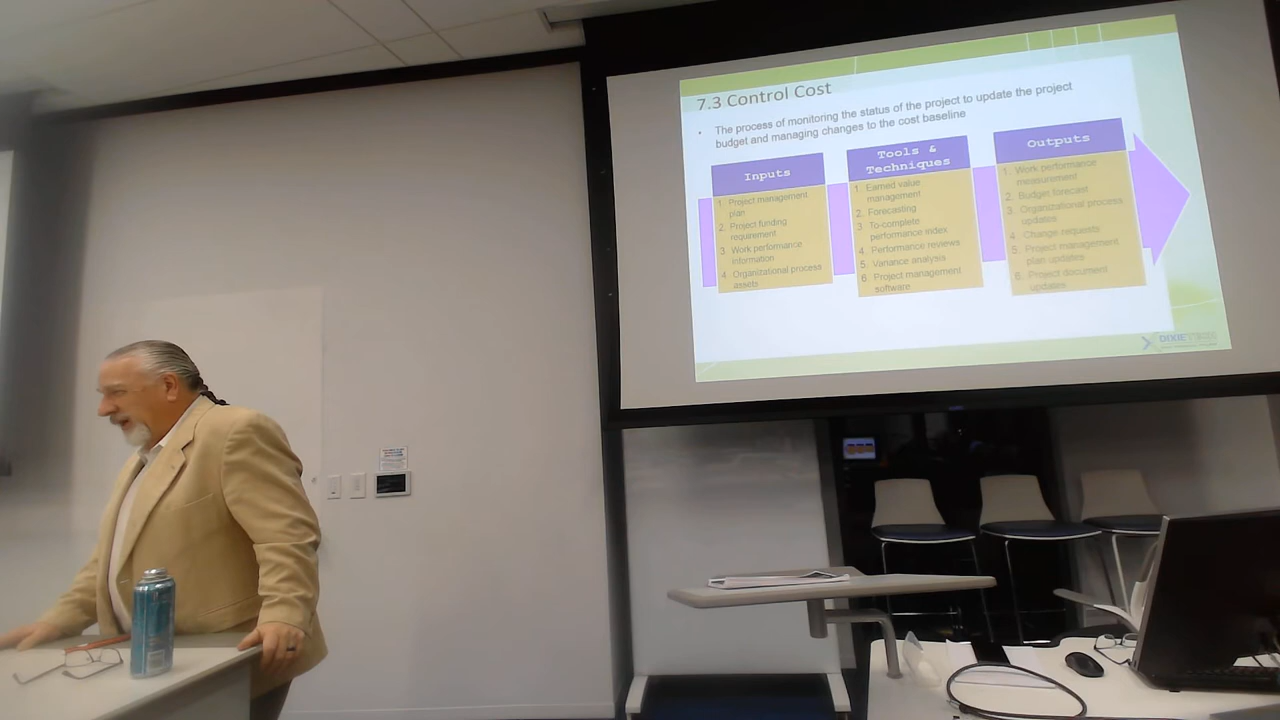 7.3 Control Cost
• The process of monitoring the status of the project to update the project
budget and managing changes to the cost baseline
Inputs
1. Project management
plan
2. Project funding
requirement
3. Work performance
information
4. Organizational process
assets
Tools &
Techniques
1. Earned value
management
2. Forecasting
3. To-complete
performance index
4. Performance reviews
5. Variance analysis
6. Project management
software
Outputs
1. Work performance
measurement
2. Budget forecast
3. Organizational process
updates
4. Change requests
5. Project management
plan updates
6. Project document
updates
DIXIE